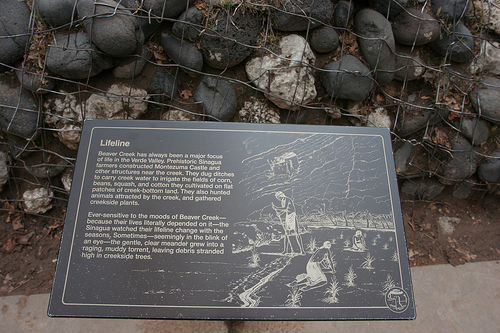 Lifeline
Beaver Creek has always been a major focus
of life in the Verde Valley. Prehistoric Sinagua
farmers constructed Montezuma Castle and
other structures near the creek. They dug ditches
to carry creek water to irrigate the fields of corn,
beans, squash, and cotton they cultivated on flat
patches of creek-bottom land. They also hunted
animals attracted by the creek, and gathered
creekside plants.
Ever-sensitive to the moods of Beaver Creek—
because their lives literally depended on it—the
Sinagua watched their lifeline change with the
seasons. Sometimes—seemingly in the blink of
an eye—the gentle, clear meander grew into a
raging, muddy torrent, leaving debris stranded
high in creekside trees.